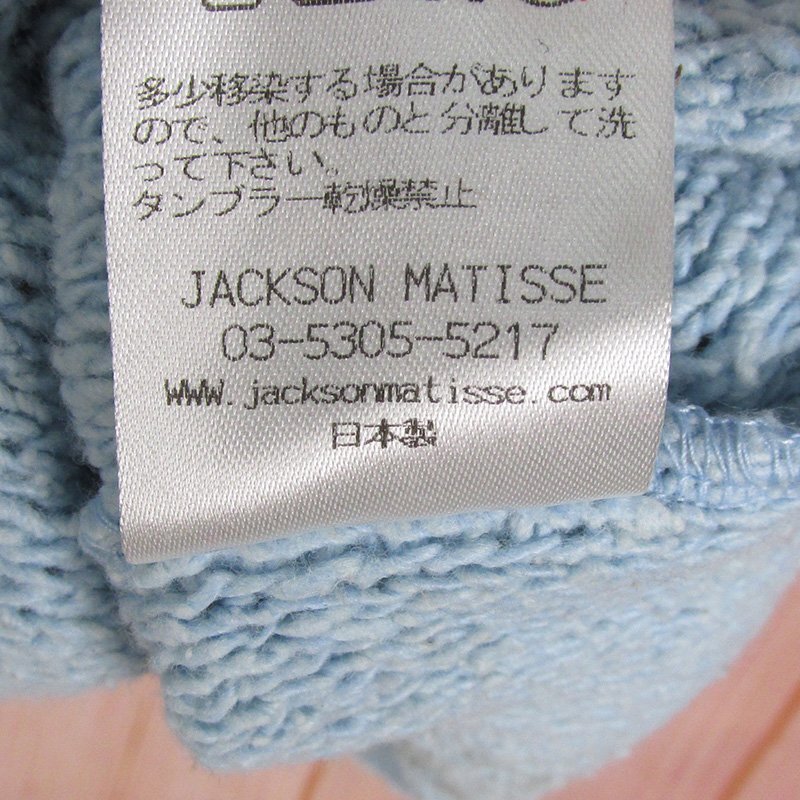 多少移染する場合があります
ので、他のものと分離して洗
って下さい。
タンブラー乾燥禁止
JACKSON MATISSE
03-5305-5217
www.jacksonmatisse.com
日本製